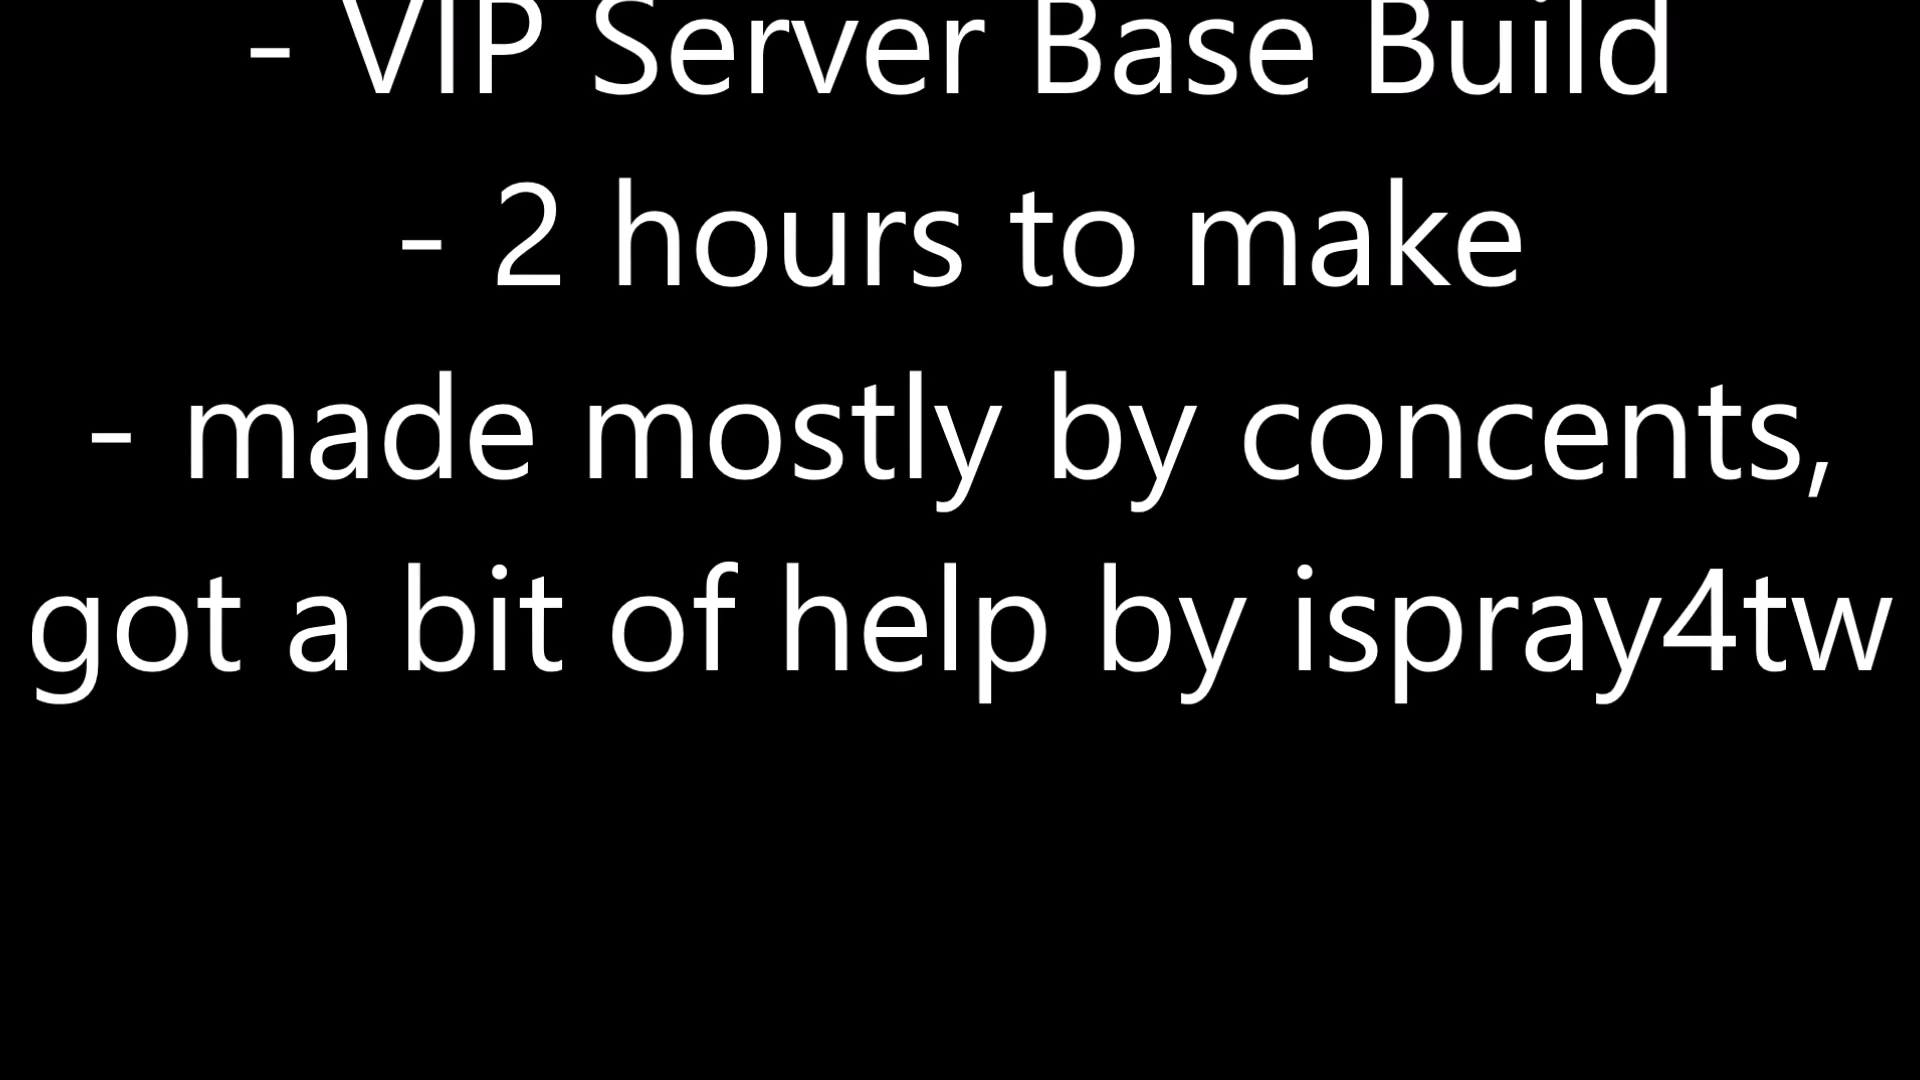 - VIP Server Base Build
- 2 hours to make
- made mostly by concents,
got a bit of help by ispray4tw